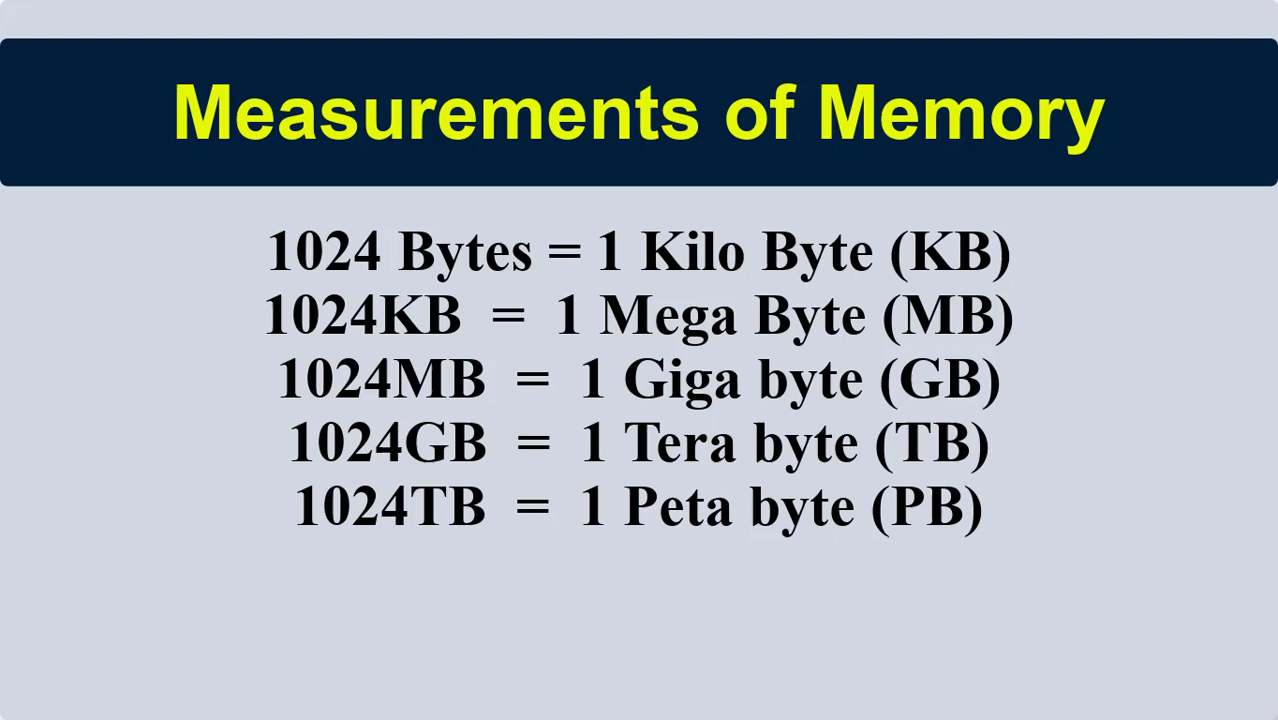 Measurements of Memory
1024 Bytes = 1 Kilo Byte (KB)
1024KB = 1 Mega Byte (MB)
1024MB = 1 Giga byte (GB)
1024GB = 1 Tera byte (TB)
1024TB = 1 Peta byte (PB)